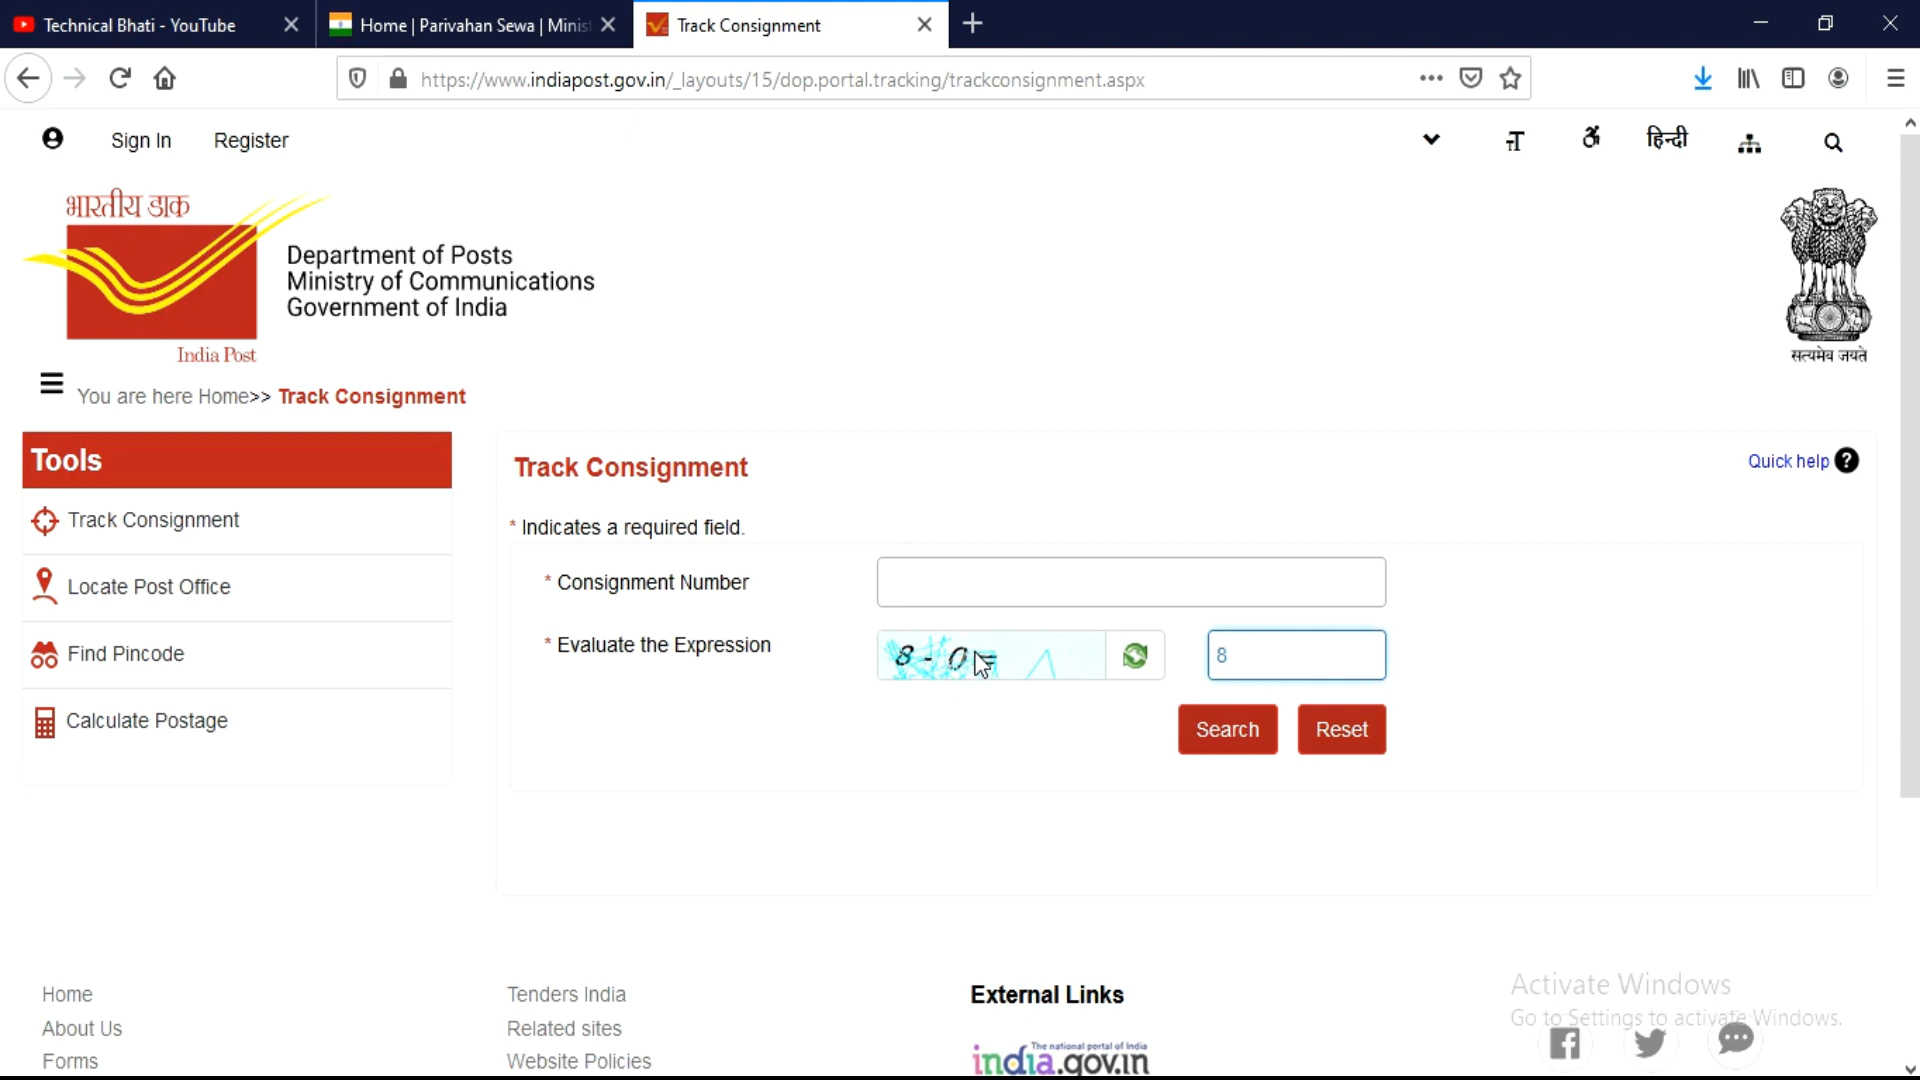 Technical Bhati - YouTube
Home | Parivahan Sewa | Minis
Track Consignment
https://www.indiapost.gov.in/_layouts/15/dop.portal.tracking/trackconsignment.aspx
Sign In
Register
हिन्दी
भारतीय डाक
India Post
Department of Posts
Ministry of Communications
Government of India
सत्यमेव जयते
You are here Home>> Track Consignment
Tools
Track Consignment
Locate Post Office
Find Pincode
Calculate Postage
Track Consignment
Quick help
* Indicates a required field.
* Consignment Number
* Evaluate the Expression
8 - 0 =
8
Search
Reset
Home
About Us
Forms
Tenders India
Related sites
Website Policies
External Links
The national portal of India
india.gov.in
Activate Windows
Go to Settings to activate Windows.